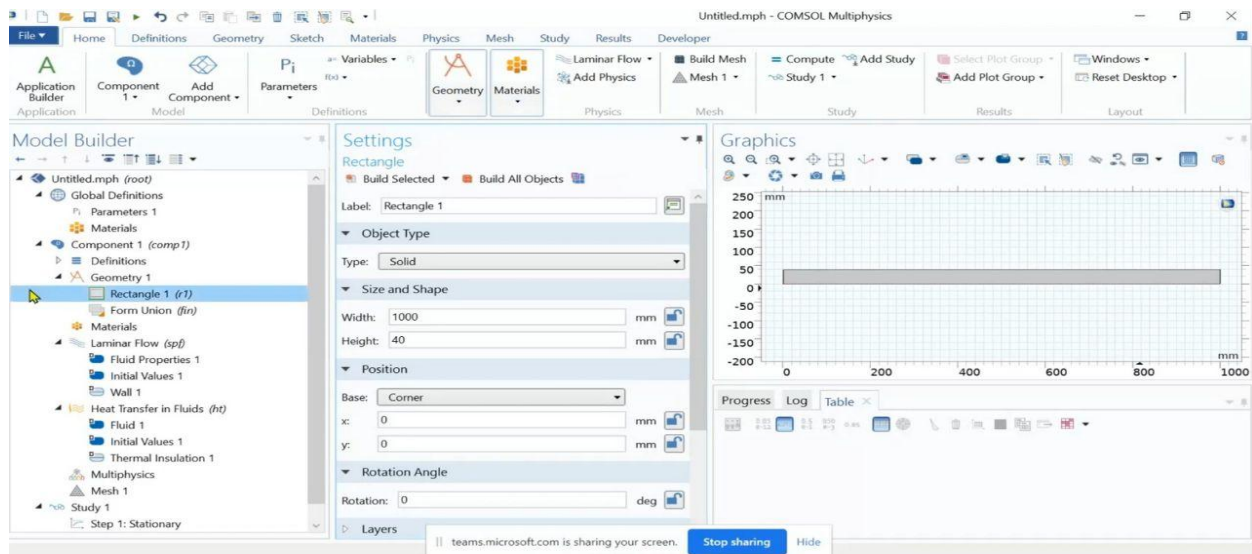 Untitled.mph - COMSOL Multiphysics
File Home Definitions Geometry Sketch Materials Physics Mesh Study Results Developer
Application Builder
Component 1
Add Component
Pi Parameters
a= Variables
f(x)
Geometry
Materials
Laminar Flow
Add Physics
Build Mesh
Mesh 1
Compute
Study 1
Add Study
Select Plot Group
Add Plot Group
Windows
Reset Desktop
Application Model Definitions Physics Mesh Study Results Layout
Model Builder
Untitled.mph (root)
Global Definitions
Pi Parameters 1
Materials
Component 1 (comp1)
Definitions
Geometry 1
Rectangle 1 (r1)
Form Union (fin)
Materials
Laminar Flow (spf)
Fluid Properties 1
Initial Values 1
Wall 1
Heat Transfer in Fluids (ht)
Fluid 1
Initial Values 1
Thermal Insulation 1
Multiphysics
Mesh 1
Study 1
Step 1: Stationary
Settings
Rectangle
Build Selected Build All Objects
Label: Rectangle 1
Object Type
Type: Solid
Size and Shape
Width: 1000 mm
Height: 40 mm
Position
Base: Corner
x: 0 mm
y: 0 mm
Rotation Angle
Rotation: 0 deg
Layers
Graphics
250 mm
200
150
100
50
0
-50
-100
-150
-200 mm
0 200 400 600 800 1000
Progress Log Table
teams.microsoft.com is sharing your screen. Stop sharing Hide